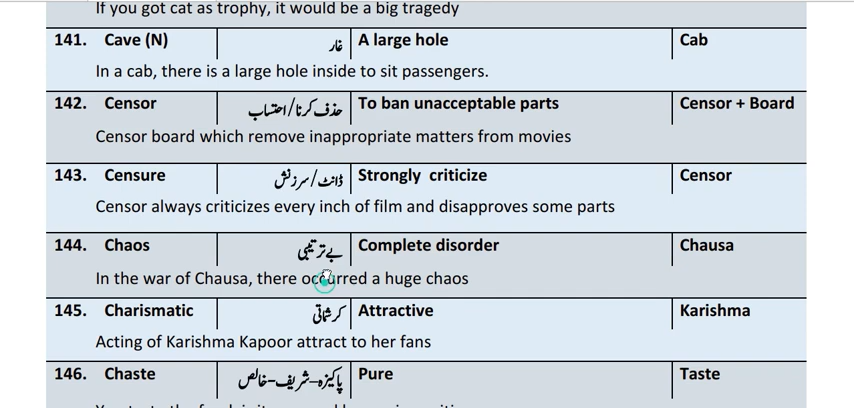 If you got cat as trophy, it would be a big tragedy
141. Cave (N) غار A large hole Cab
In a cab, there is a large hole inside to sit passengers.
142. Censor حذف کرنا/احتساب To ban unacceptable parts Censor + Board
Censor board which remove inappropriate matters from movies
143. Censure ڈانٹ/سرزنش Strongly criticize Censor
Censor always criticizes every inch of film and disapproves some parts
144. Chaos بے ترتیبی Complete disorder Chausa
In the war of Chausa, there occurred a huge chaos
145. Charismatic کرشماتی Attractive Karishma
Acting of Karishma Kapoor attract to her fans
146. Chaste پاکیزہ-شریف-خالص Pure Taste